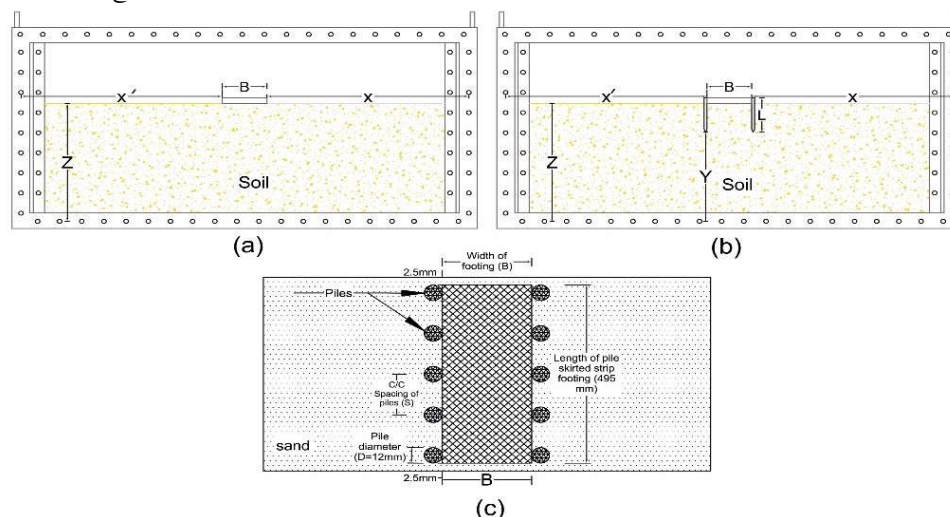 B
x′
x
Z
Soil
(a)
B
x′
x
L
Z
Y
Soil
(b)
Width of
footing (B)
2.5mm
Piles
C/C
Spacing of
piles (S)
Length of pile
skirted strip
footing (495
mm)
sand
Pile
diameter
(D=12mm)
2.5mm
B
(c)